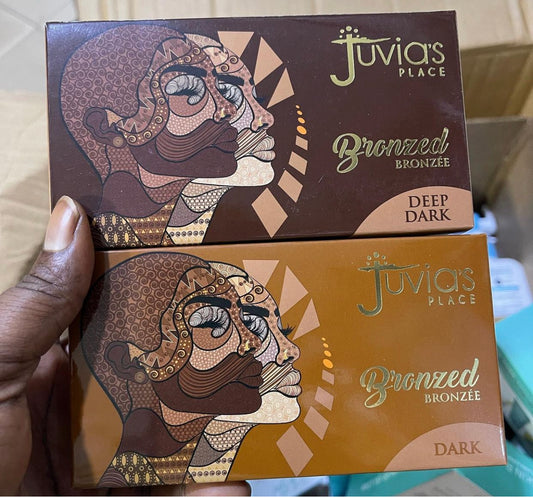 Juvia's
PLACE
Bronzed
BRONZÉE
DEEP
DARK
Juvia's
PLACE
Bronzed
BRONZÉE
DARK